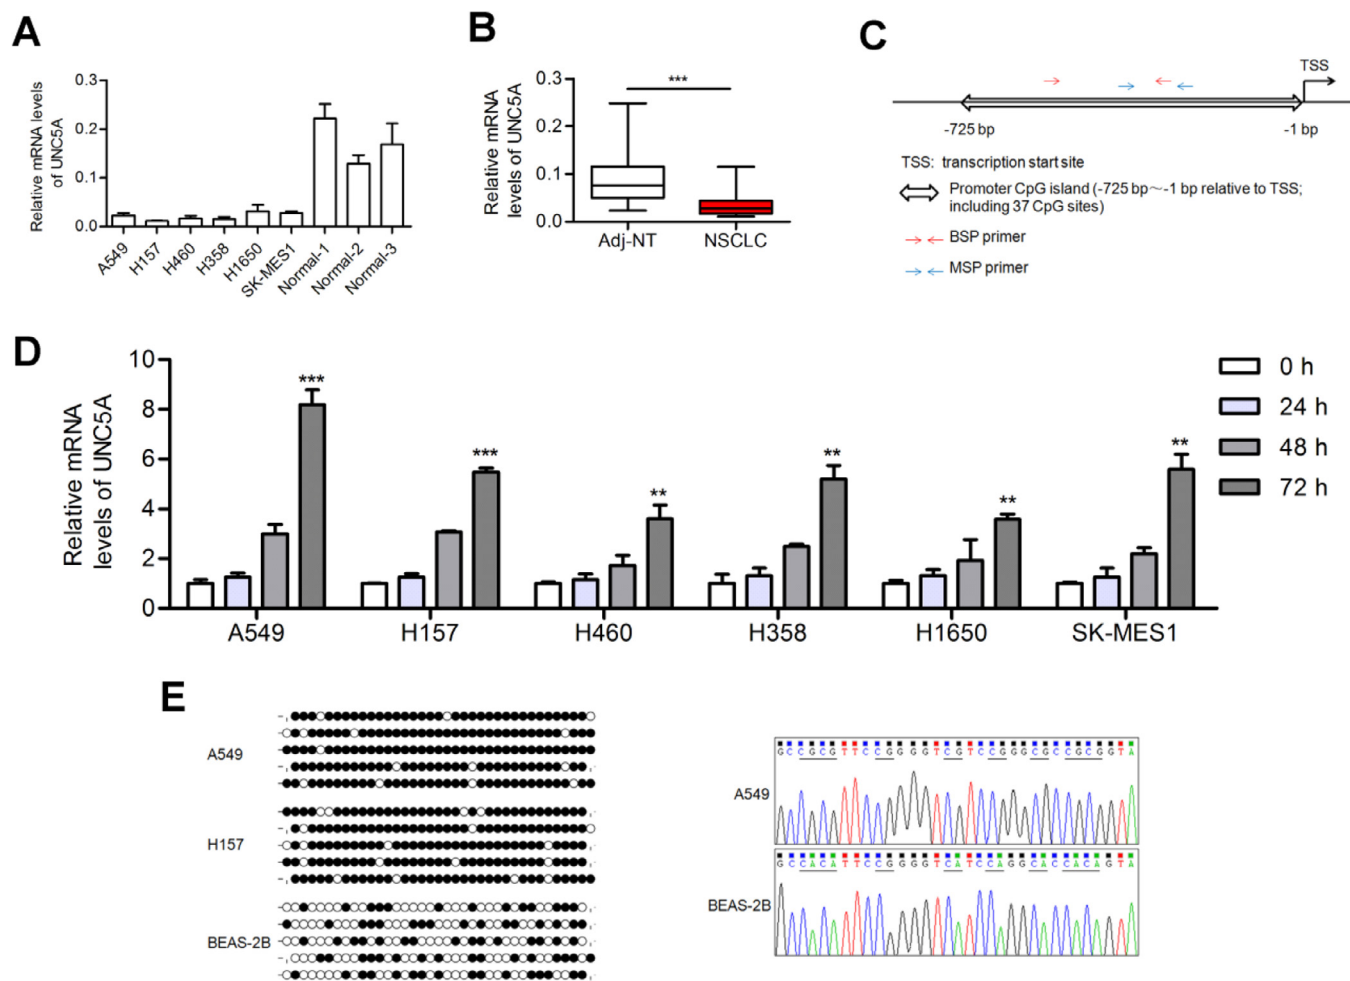 A
Relative mRNA levels
of UNC5A
0.3
0.2
0.1
0.0
A549
H157
H460
H358
H1650
SK-MES1
Normal-1
Normal-2
Normal-3
B
Relative mRNA
levels of UNC5A
0.3
0.2
0.1
0.0
***
Adj-NT
NSCLC
C
TSS
-725 bp
-1 bp
TSS: transcription start site
Promoter CpG island (-725 bp～-1 bp relative to TSS;
including 37 CpG sites)
BSP primer
MSP primer
D
Relative mRNA
levels of UNC5A
10
8
6
4
2
0
***
***
**
**
**
**
A549
H157
H460
H358
H1650
SK-MES1
0 h
24 h
48 h
72 h
E
A549
H157
BEAS-2B
A549
GCCGCGTTCCGGGGTCGTCCGGGCGCCGCGGTA
BEAS-2B
GCCACATTCCGGGGTCATCCAGGCACCACAGTA